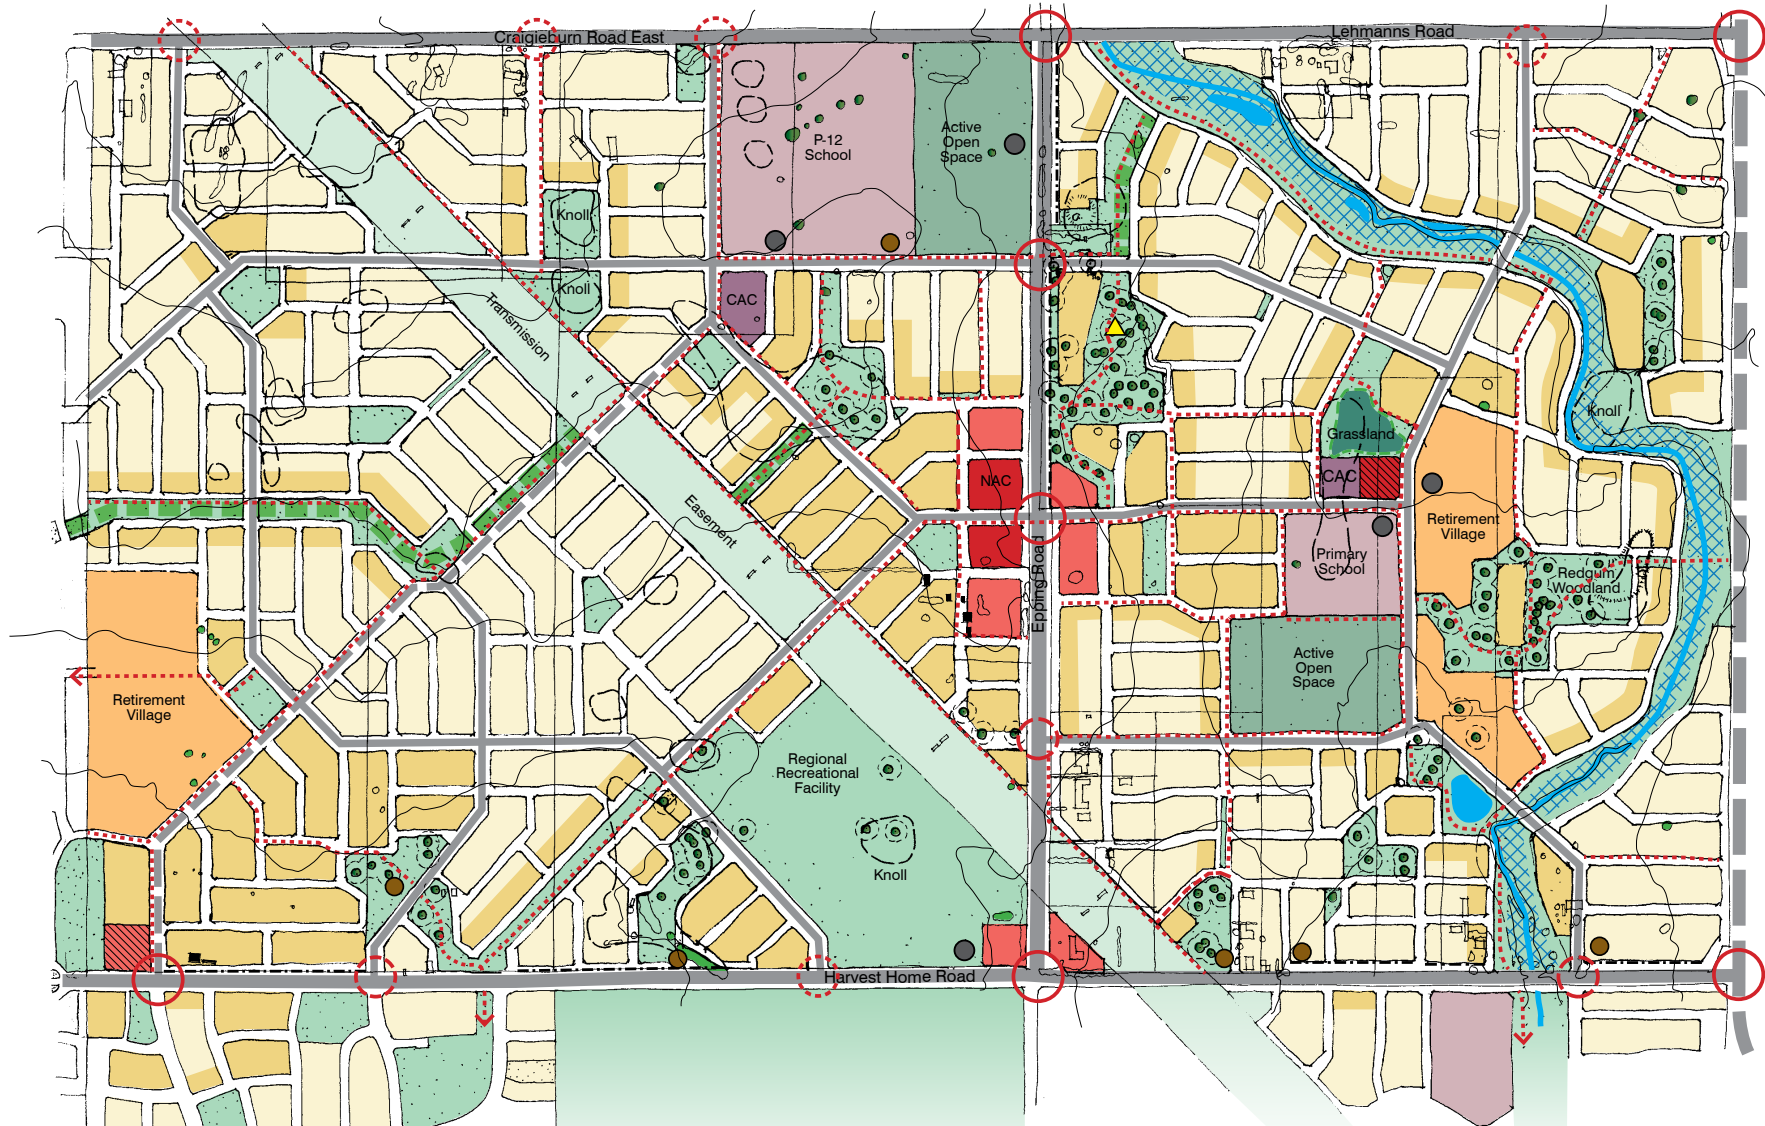 Craigieburn Road East
Lehmanns Road
P-12
School
Active
Open
Space
Knoll
Knoll
CAC
Transmission
Easement
NAC
Grassland
CAC
Knoll
Retirement
Village
Primary
School
Redgum
Woodland
Epping Road
Active
Open
Space
Retirement
Village
Regional
Recreational
Facility
Knoll
Harvest Home Road